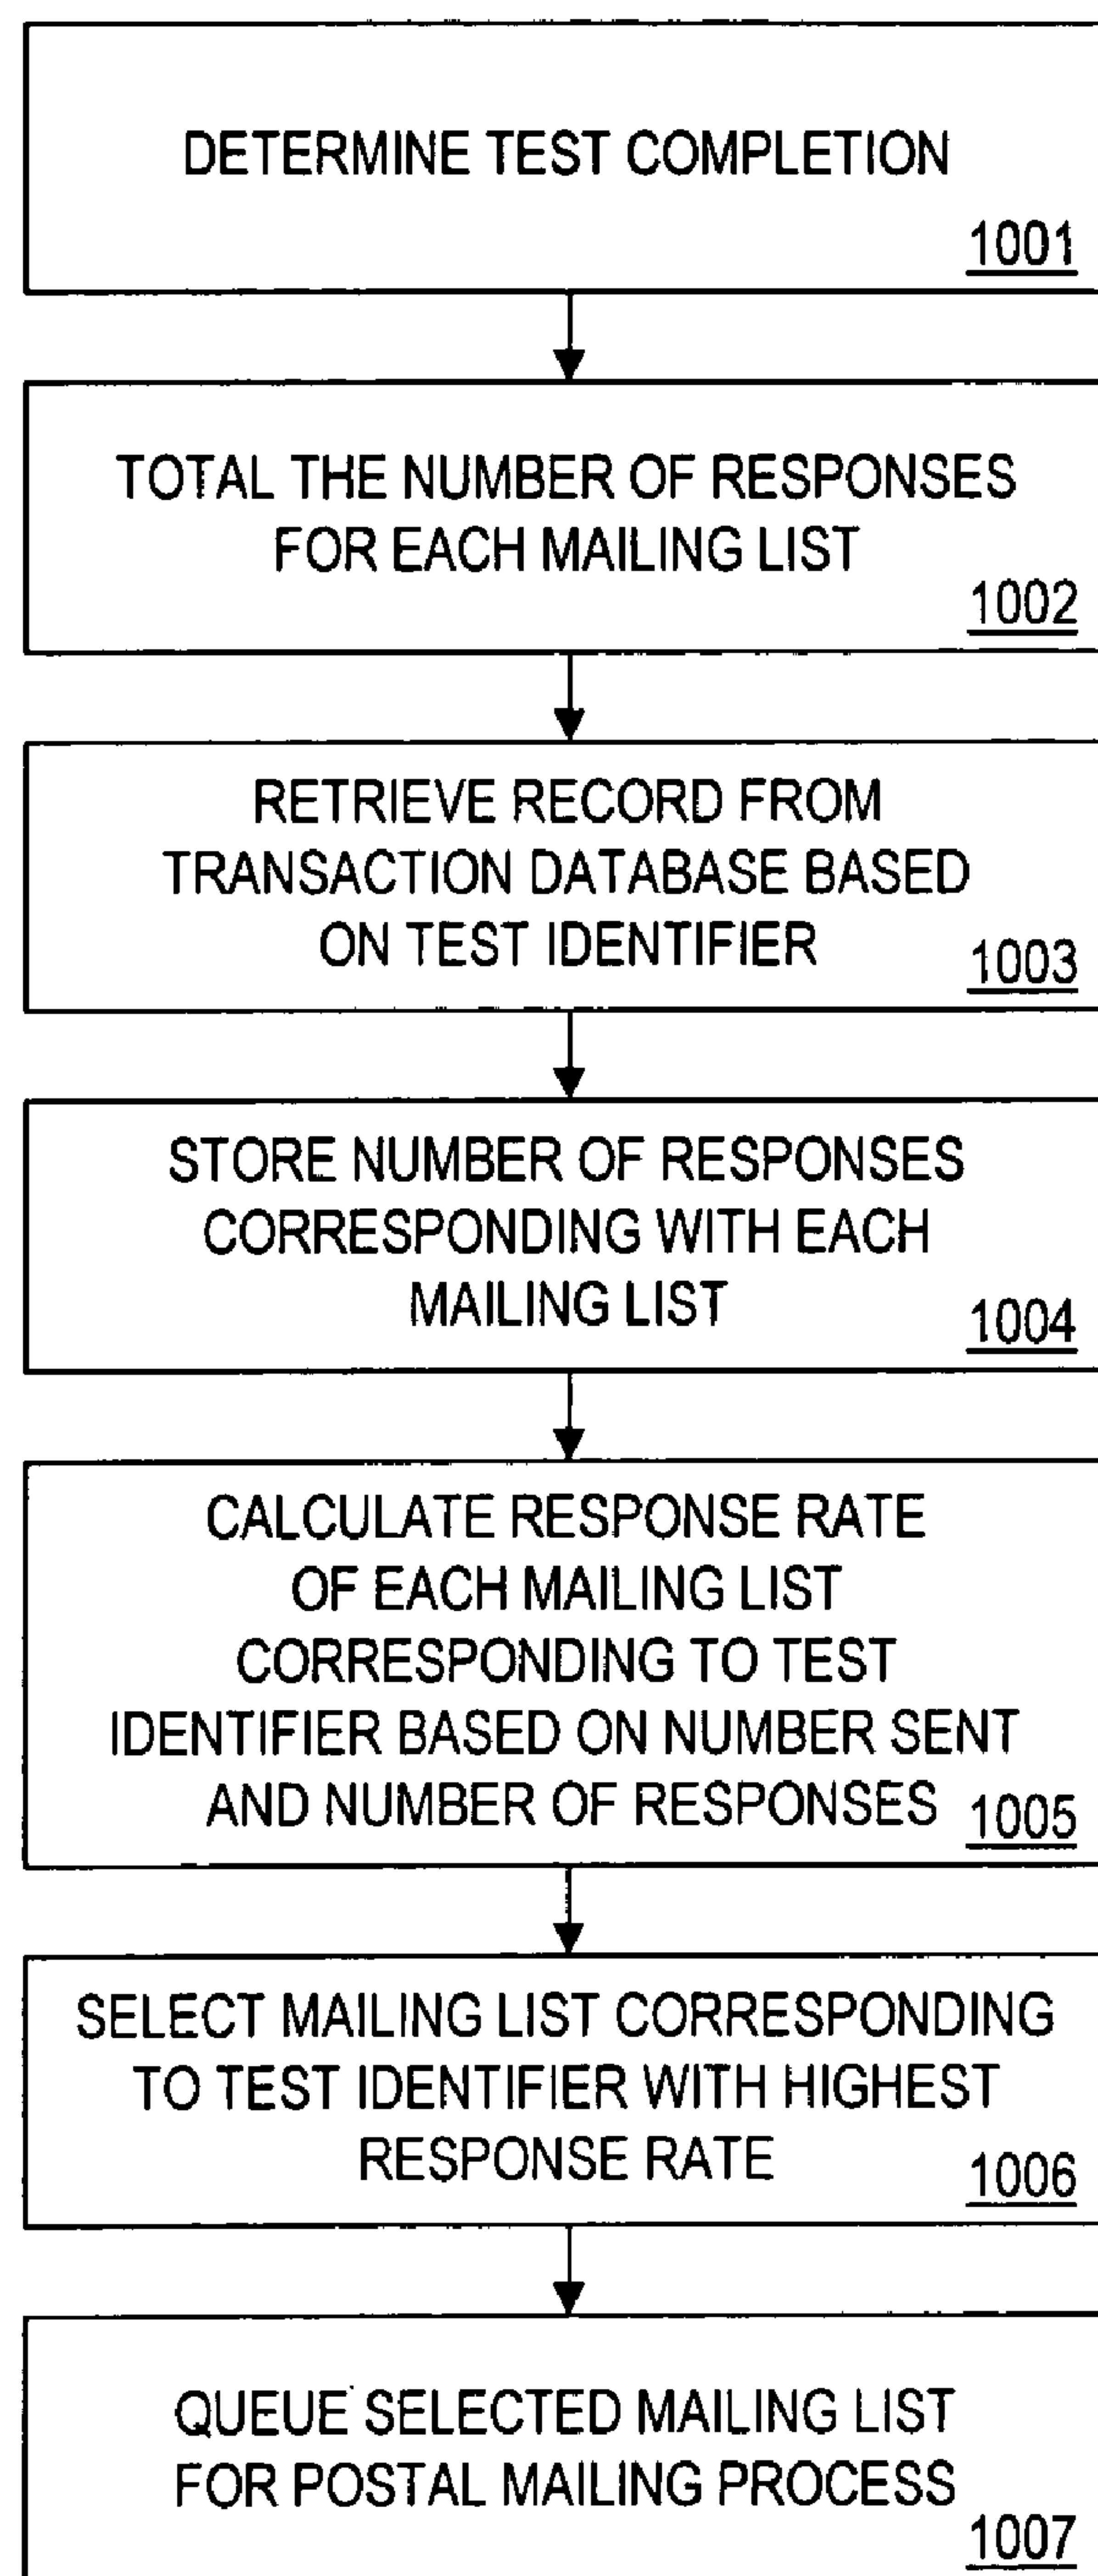 DETERMINE TEST COMPLETION
1001
TOTAL THE NUMBER OF RESPONSES
FOR EACH MAILING LIST
1002
RETRIEVE RECORD FROM
TRANSACTION DATABASE BASED
ON TEST IDENTIFIER
1003
STORE NUMBER OF RESPONSES
CORRESPONDING WITH EACH
MAILING LIST
1004
CALCULATE RESPONSE RATE
OF EACH MAILING LIST
CORRESPONDING TO TEST
IDENTIFIER BASED ON NUMBER SENT
AND NUMBER OF RESPONSES
1005
SELECT MAILING LIST CORRESPONDING
TO TEST IDENTIFIER WITH HIGHEST
RESPONSE RATE
1006
QUEUE SELECTED MAILING LIST
FOR POSTAL MAILING PROCESS
1007